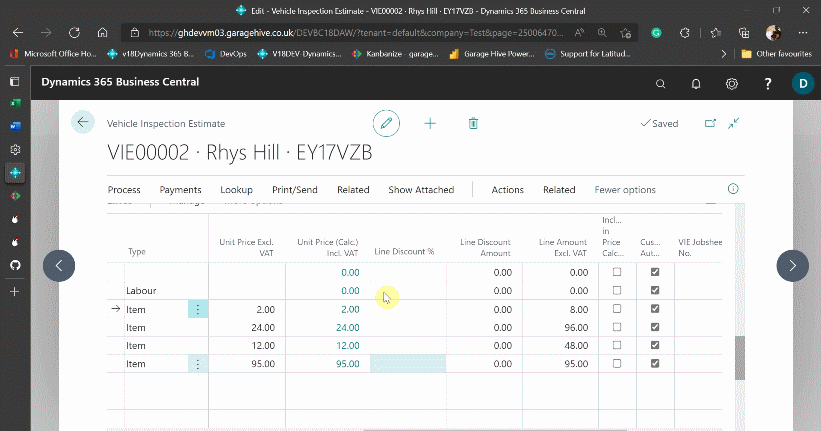 Edit - Vehicle Inspection Estimate - VIE00002 · Rhys Hill · EY17VZB - Dynamics 365 Business Central
https://ghdevvm03.garagehive.co.uk/DEVBC18DAW/?tenant=default&company=Test&page=25006470...
Microsoft Office Ho... v18Dynamics 365 B... DevOps V18DEV-Dynamics... Kanbanize - garage... Garage Hive Power... Support for Latitud... Other favourites
Dynamics 365 Business Central D
Vehicle Inspection Estimate Saved
VIE00002 · Rhys Hill · EY17VZB
Process Payments Lookup Print/Send Related Show Attached Actions Related Fewer options
Type Unit Price Excl. VAT Unit Price (Calc.) Incl. VAT Line Discount % Line Discount Amount Line Amount Excl. VAT Incl... in Price Calc... Cus... Aut... VIE Jobshee No.
0.00 0.00 0.00
Labour 0.00 0.00 0.00
Item 2.00 2.00 0.00 8.00
Item 24.00 24.00 0.00 96.00
Item 12.00 12.00 0.00 48.00
Item 95.00 95.00 0.00 95.00